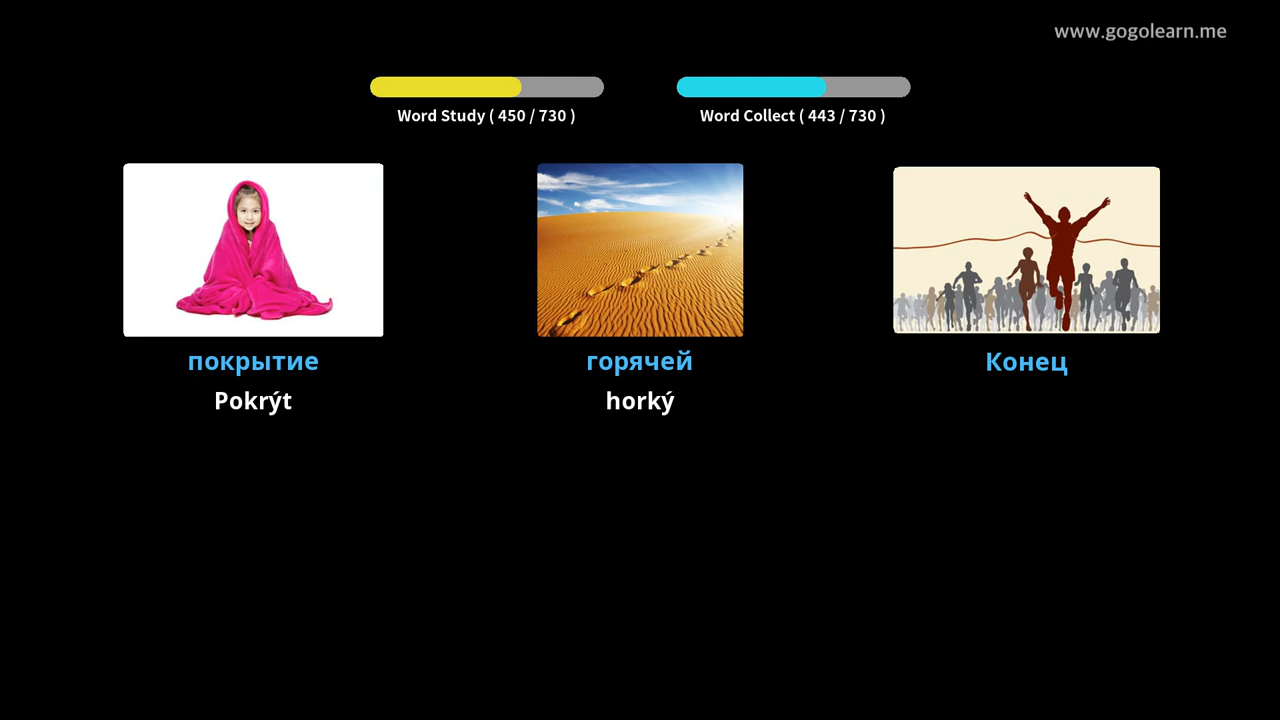 www.gogolearn.me
Word Study ( 450 / 730 )
Word Collect ( 443 / 730 )
покрытие
Pokrýt
горячей
horký
Конец